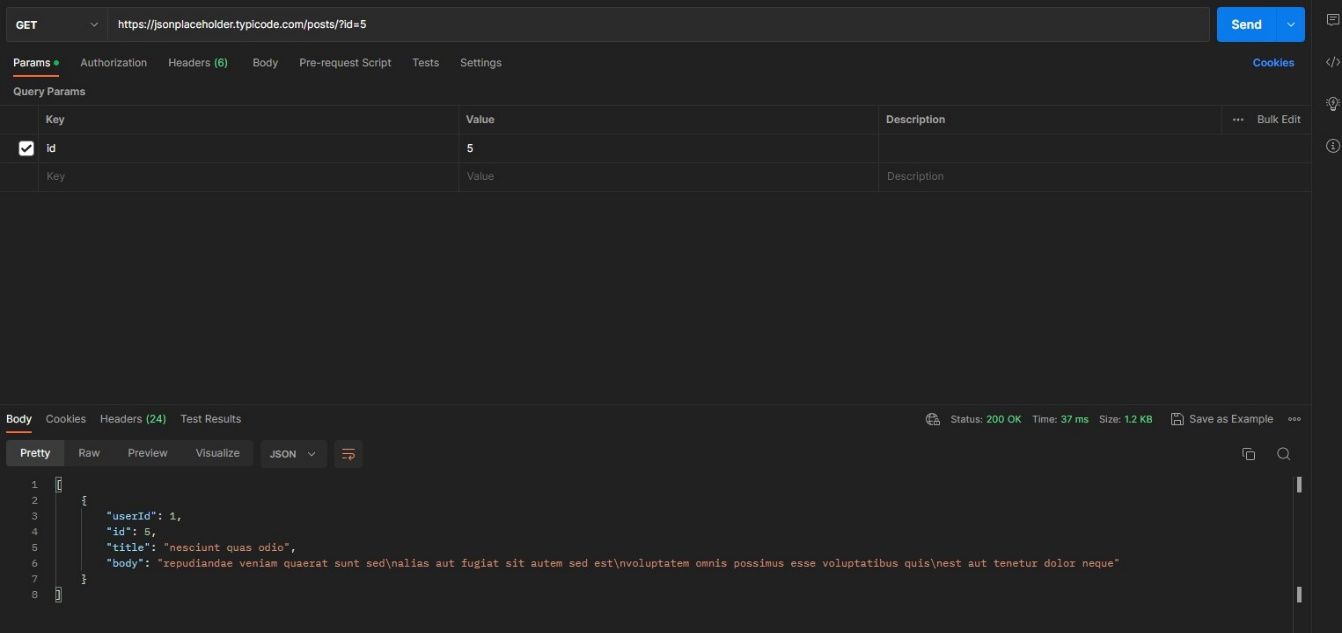 GET https://jsonplaceholder.typicode.com/posts/?id=5 Send
Params Authorization Headers (6) Body Pre-request Script Tests Settings Cookies
Query Params
Key Value Description Bulk Edit
id 5
Key Value Description
Body Cookies Headers (24) Test Results Status: 200 OK Time: 37 ms Size: 1.2 KB Save as Example
Pretty Raw Preview Visualize JSON
1 [
2 {
3 "userId": 1,
4 "id": 5,
5 "title": "nesciunt quas odio",
6 "body": "repudiandae veniam quaerat sunt sed\nalias aut fugiat sit autem sed est\nvoluptatem omnis possimus esse voluptatibus quis\nest aut tenetur dolor neque"
7 }
8 ]